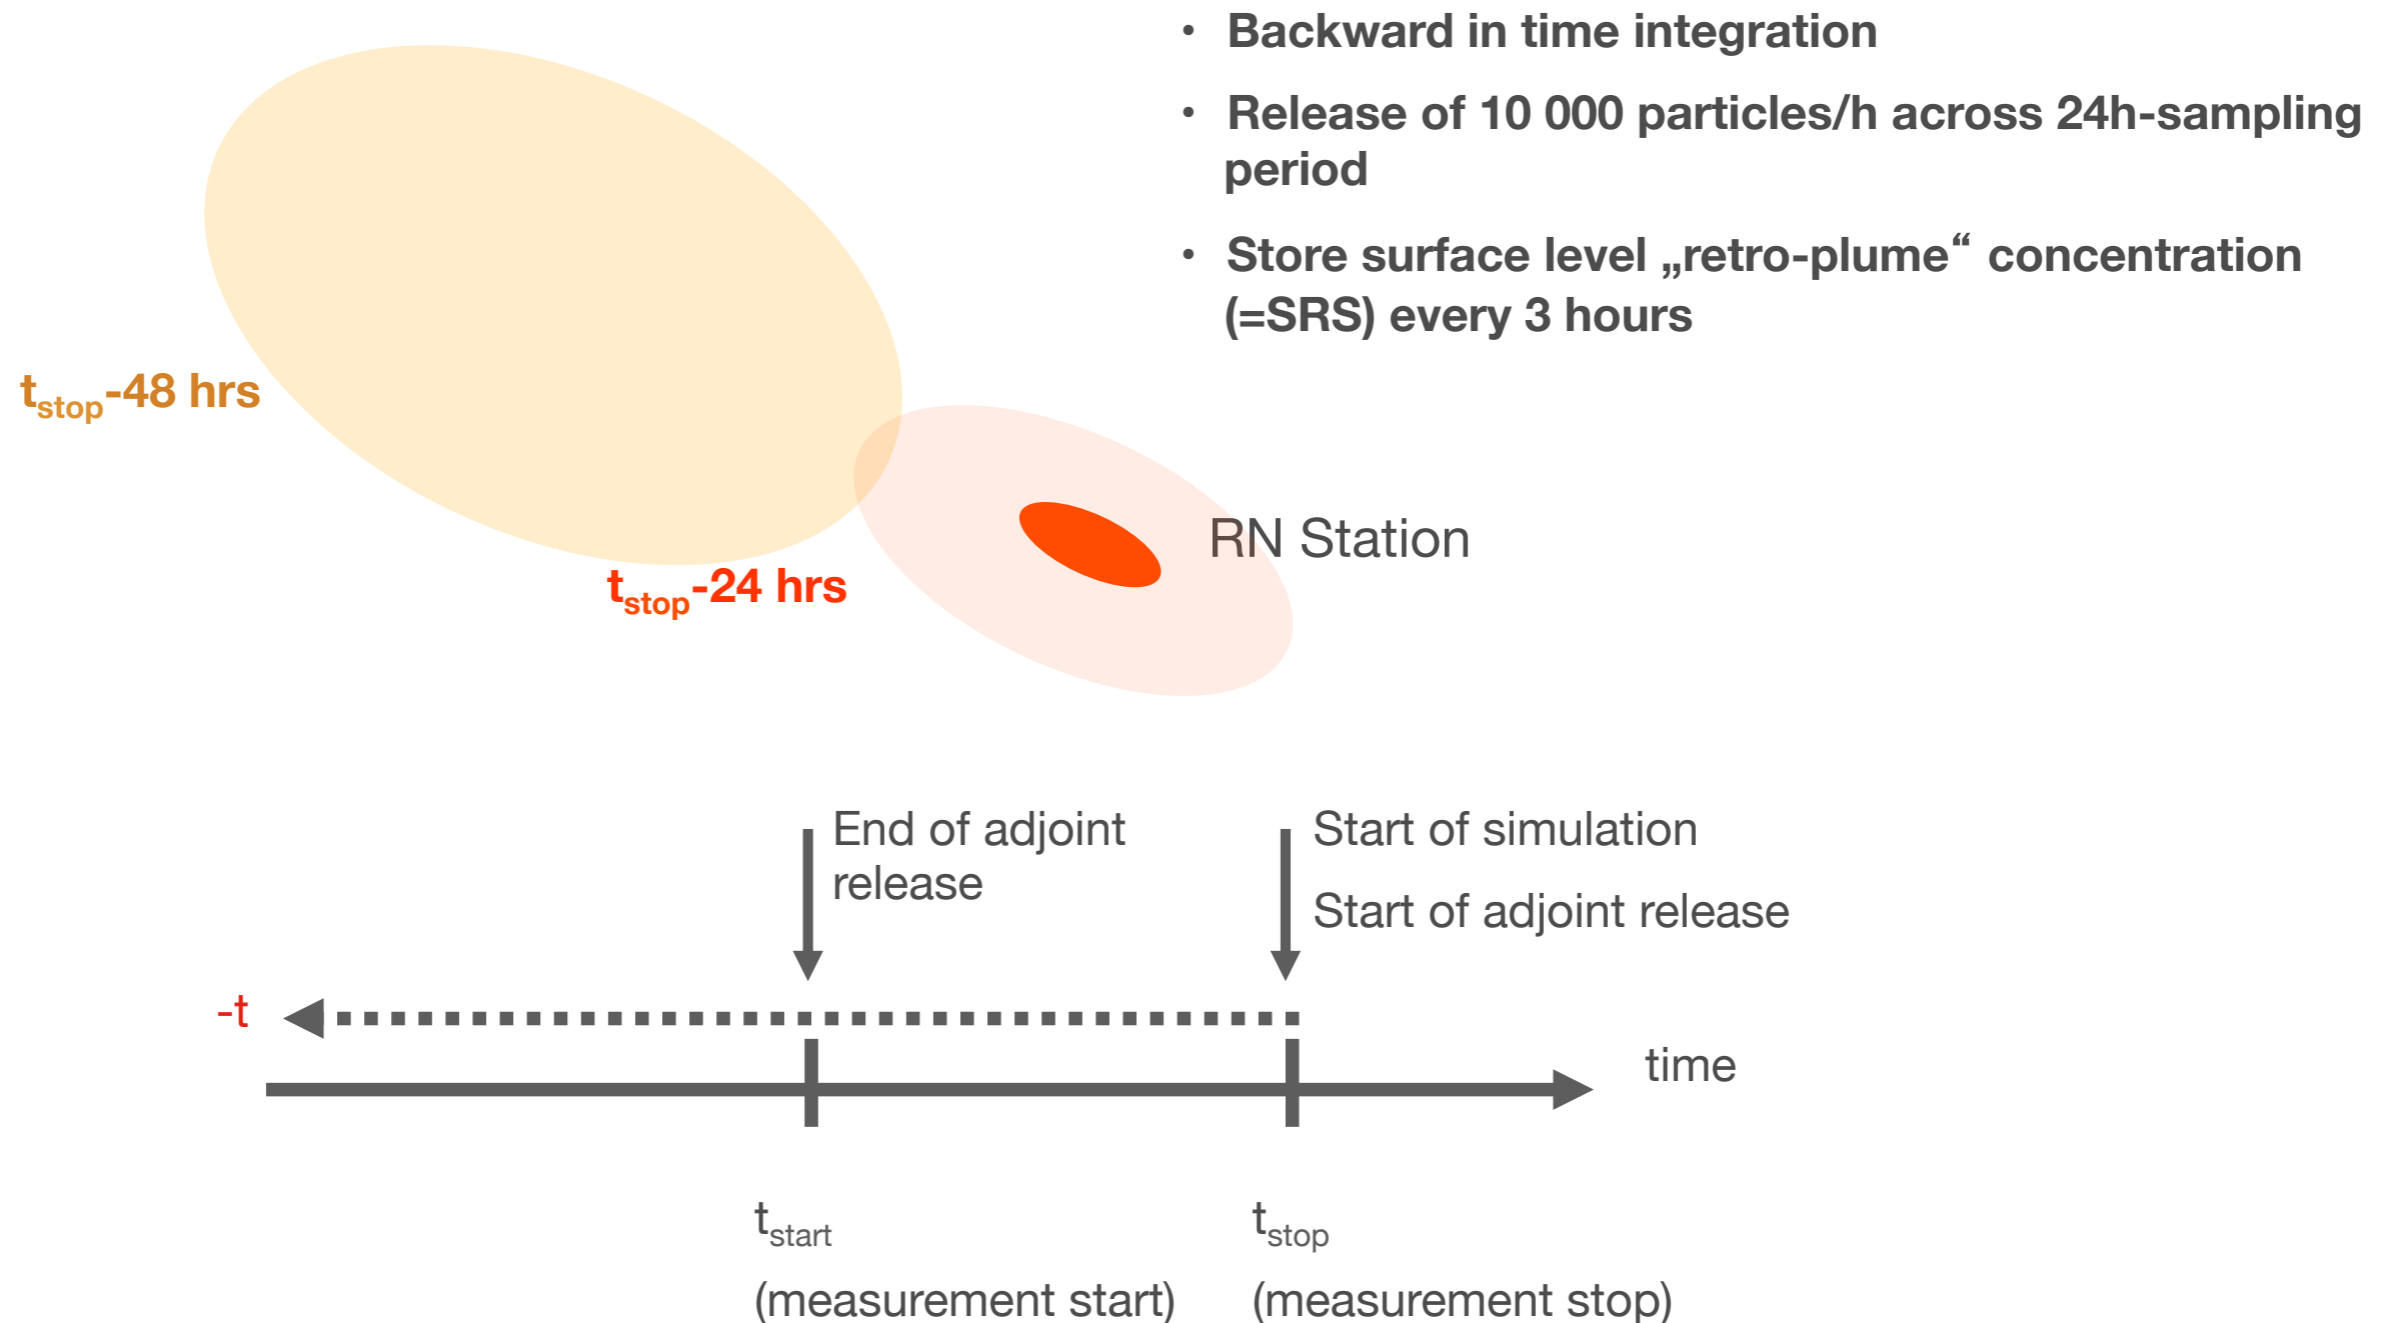 • Backward in time integration
• Release of 10 000 particles/h across 24h-sampling
period
• Store surface level „retro-plume“ concentration
(=SRS) every 3 hours
tstop-48 hrs
RN Station
tstop-24 hrs
End of adjoint
release
Start of simulation
Start of adjoint release
-t
time
tstart
(measurement start)
tstop
(measurement stop)